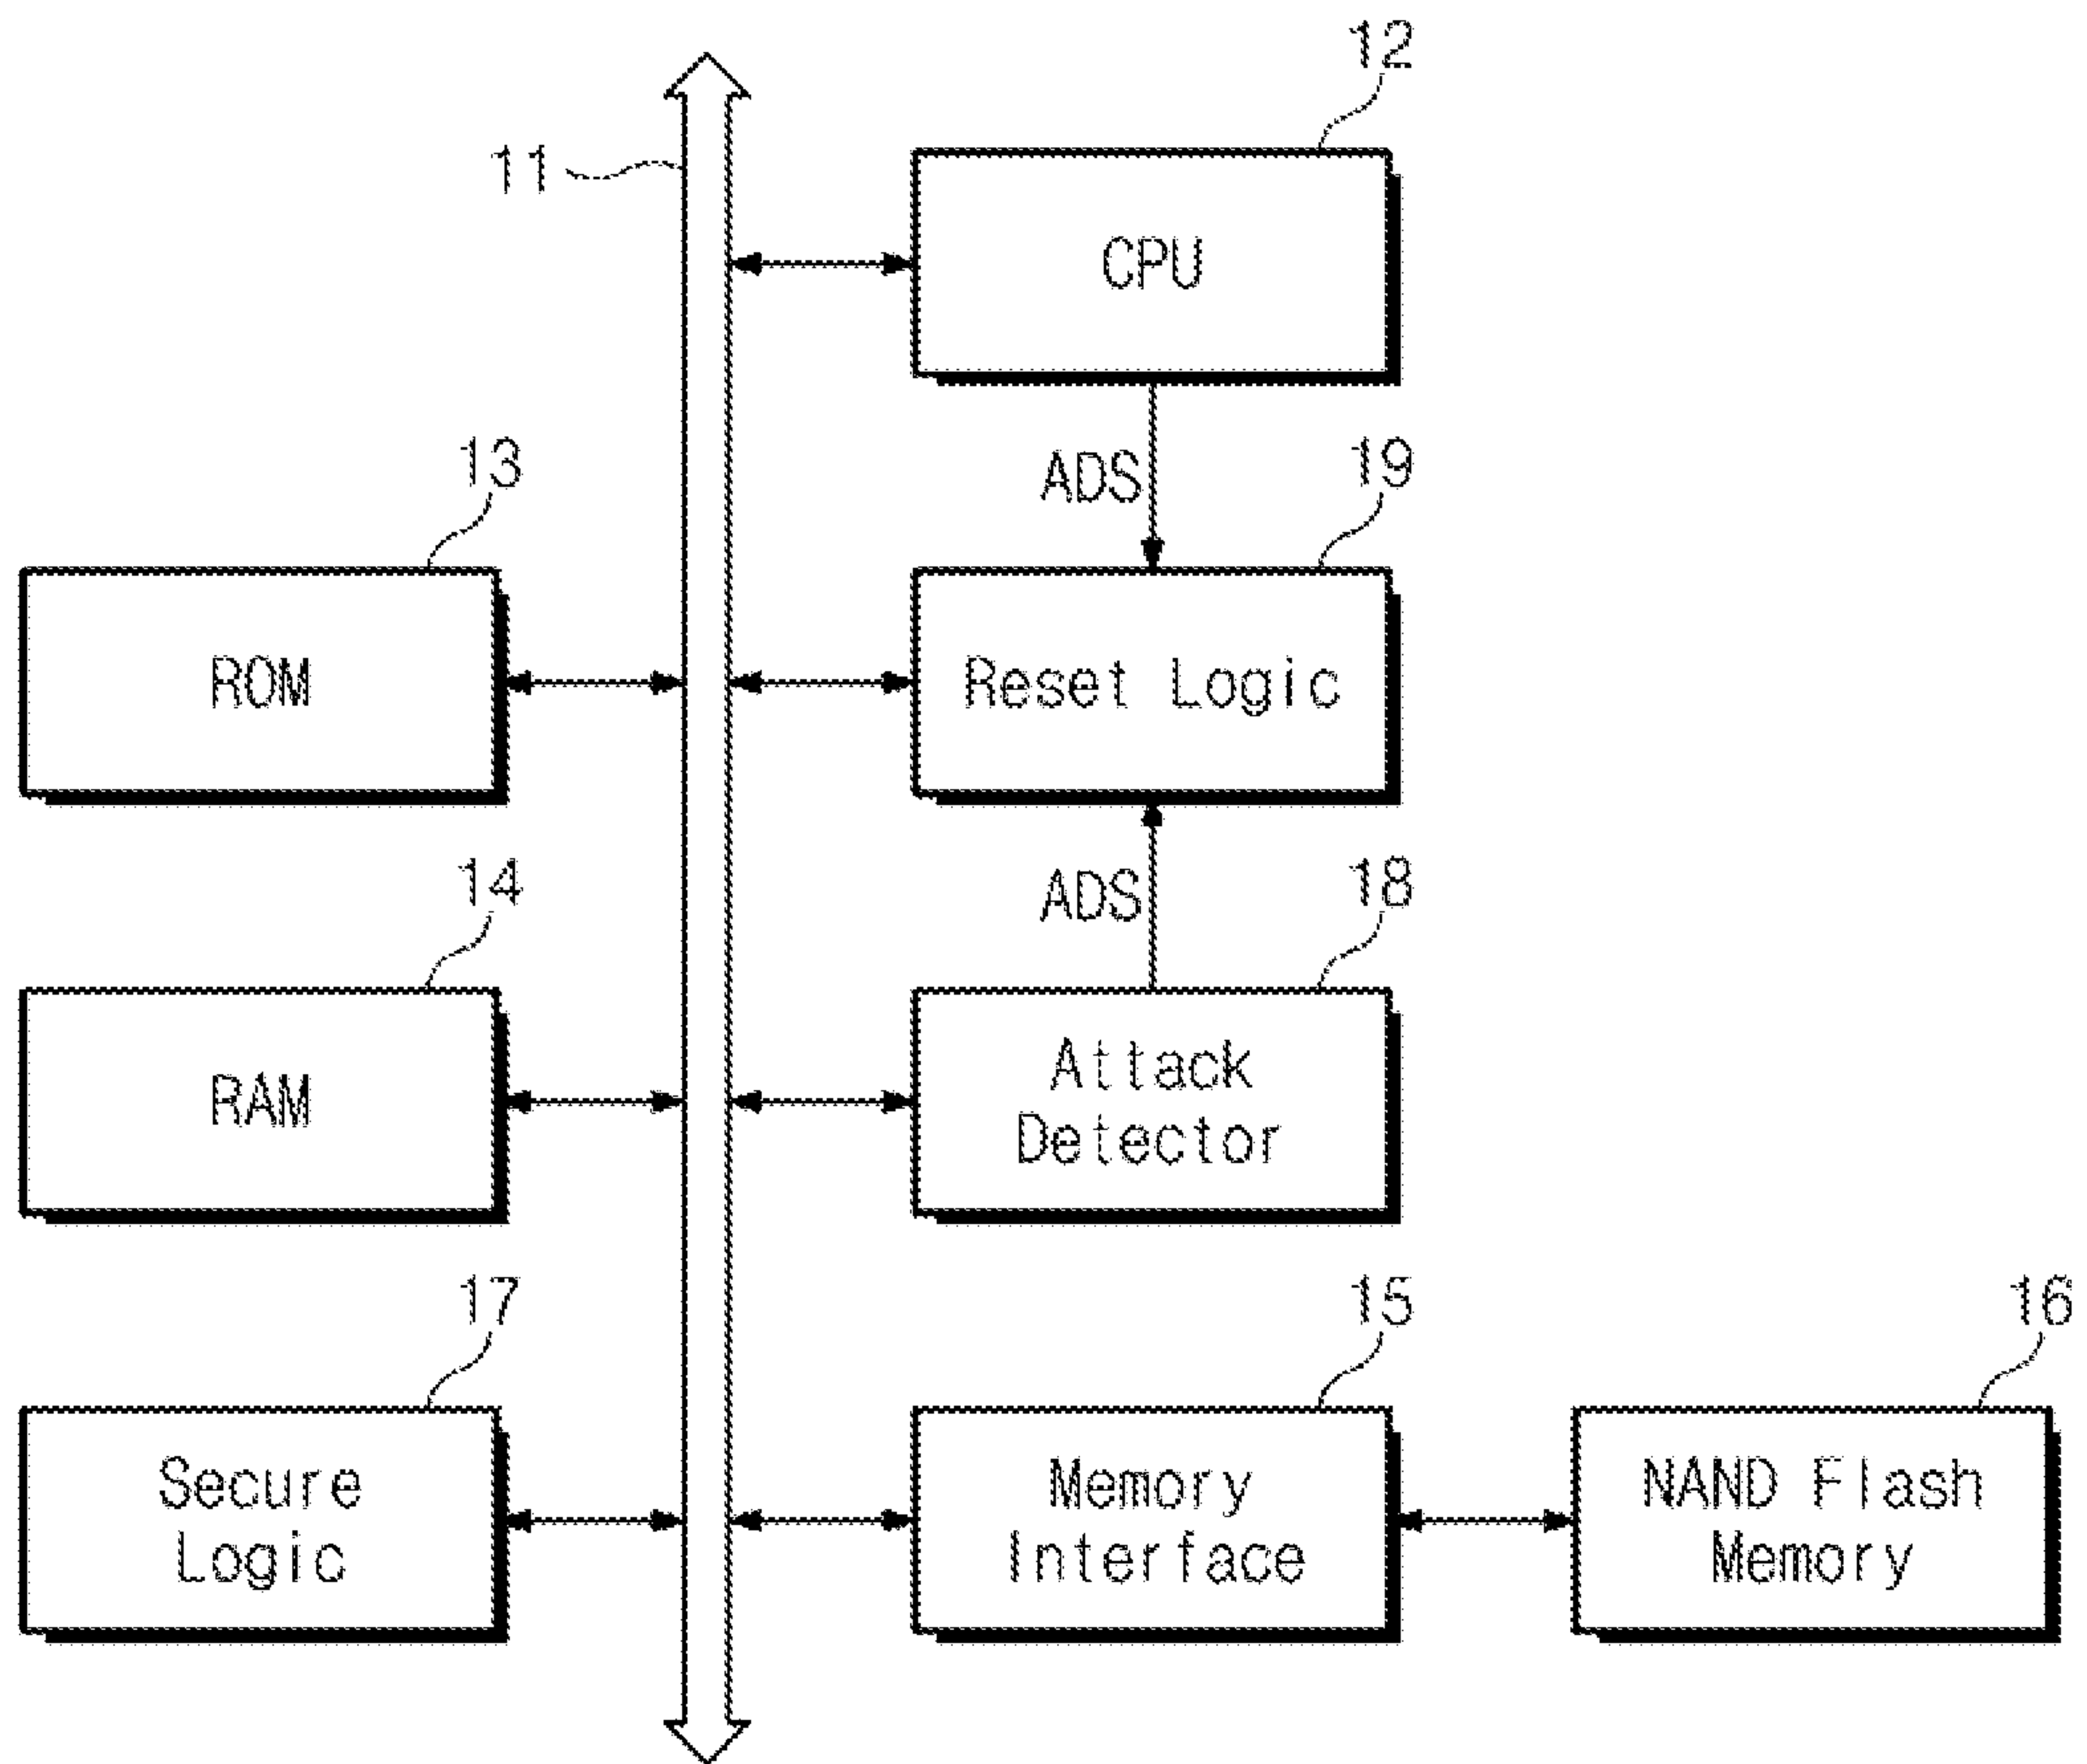 12
11
CPU
13
ADS
19
ROM
Reset Logic
14
ADS
18
RAM
Attack
Detector
17
15
16
Secure
Logic
Memory
Interface
NAND Flash
Memory